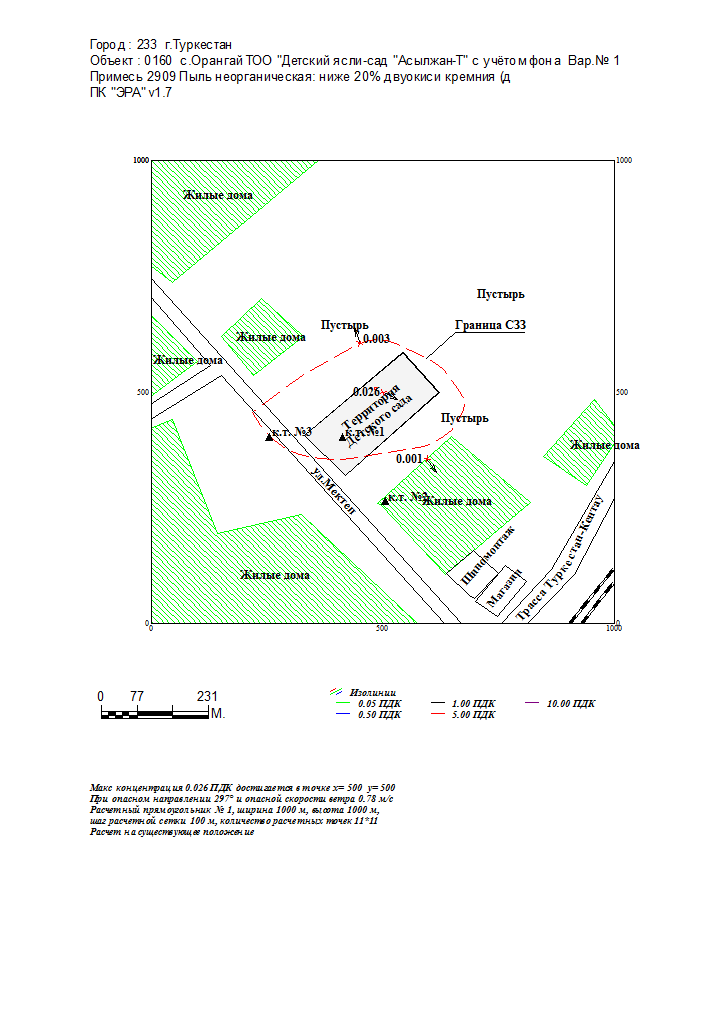 Город : 233 г.Туркестан
Объект : 0160 с.Орангай ТОО "Детский ясли-сад "Асылжан-Т" с учётом фона Вар.№ 1
Примесь 2909 Пыль неорганическая: ниже 20% двуокиси кремния (д
ПК "ЭРА" v1.7
1000
1000
Жилые дома
Пустырь
Пустырь
Граница СЗЗ
0.003
Жилые дома
Жилые дома
500
500
0.026
Территория
Детского сада
Пустырь
к.т. №3
к.т. №1
Жилые дома
0.001
ул.Мектеп
к.т. №2
Жилые дома
Шиномонтаж
Магазин
Трасса Туркестан-Кентау
Жилые дома
0
0
0
500
1000
0 77 231
М.
Изолинии
0.05 ПДК 1.00 ПДК 10.00 ПДК
0.50 ПДК 5.00 ПДК
Макс концентрация 0.026 ПДК достигается в точке x= 500 y= 500
При опасном направлении 297° и опасной скорости ветра 0.78 м/с
Расчетный прямоугольник № 1, ширина 1000 м, высота 1000 м,
шаг расчетной сетки 100 м, количество расчетных точек 11*11
Расчет на существующее положение